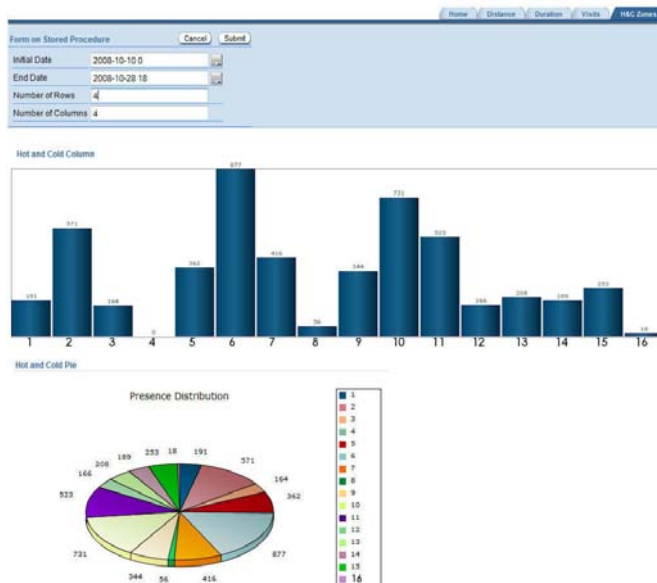 Home Distance Duration Visits H&C Zones
Form on Stored Procedure Cancel Submit
Initial Date 2008-10-10 0
End Date 2008-10-28 18
Number of Rows 4
Number of Columns 4
Hot and Cold Column
191 571 164 0 362 877 416 56 344 731 523 166 208 189 253 18
1 2 3 4 5 6 7 8 9 10 11 12 13 14 15 16
Hot and Cold Pie
Presence Distribution
191
571
164
362
877
416
56
344
731
523
166
208
189
253
18
1
2
3
4
5
6
7
8
9
10
11
12
13
14
15
16